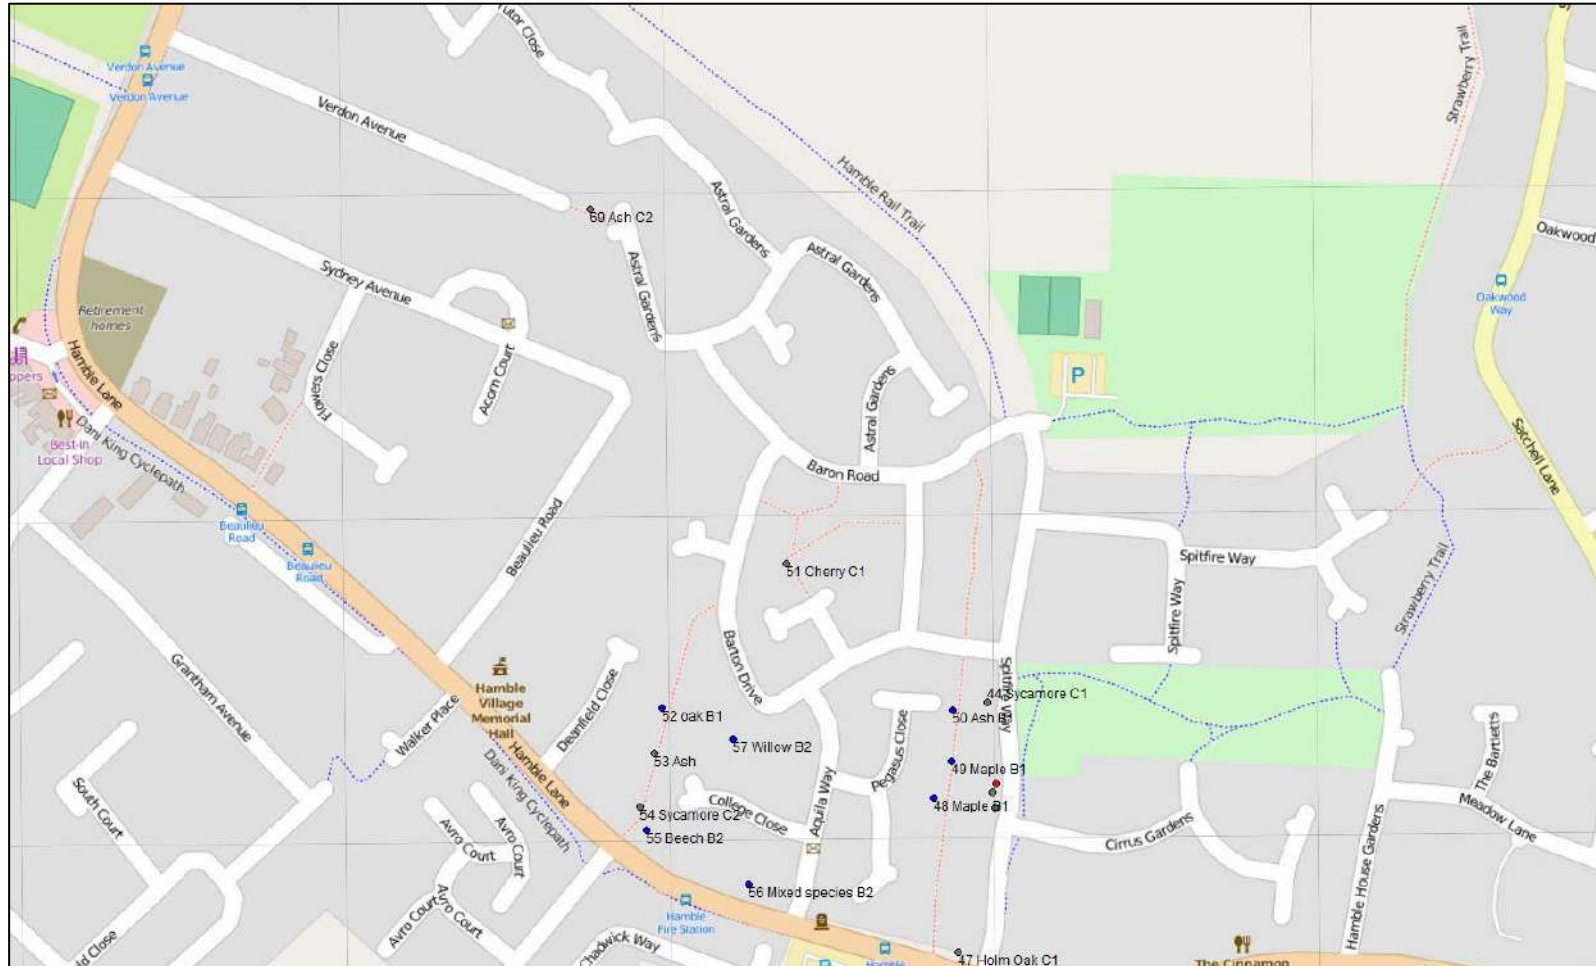 Tutor Close
Strawberry Trail
Verdon Avenue
Verdon Avenue
Verdon Avenue
Hamble Rail Trail
Astral Gardens
69 Ash C2
Oakwood
Astral Gardens
Astral Gardens
Sydney Avenue
Oakwood
Way
Retirement
homes
Hamble Lane
Flowers Close
Acorn Court
P
Astral Gardens
oppers
Dani King Cyclepath
Best-in
Local Shop
Baron Road
Satchell Lane
Beaulieu
Road
Beaulieu
Road
Beaulieu Road
51 Cherry C1
Spitfire Way
Strawberry Trail
Spitfire Way
Grantham Avenue
Barton Drive
Hamble
Village
Memorial
Hall
Deanfield Close
Walker Place
Spitfire Way
44 Sycamore C1
52 oak B1
50 Ash B1
57 Willow B2
53 Ash
Pegasus Close
49 Maple B1
48 Maple B1
The Bartletts
Meadow Lane
Hamble Lane
Dani King Cyclepath
54 Sycamore C2
College Close
Aquila Way
55 Beech B2
South Court
Avro Court
Avro Court
Cirrus Gardens
Hamble House Gardens
56 Mixed species B2
Avro Court
Avro Court
Hamble
Fire Station
Chadwick Way
Hamble
47 Holm Oak C1
The Cinnamon
ld Close